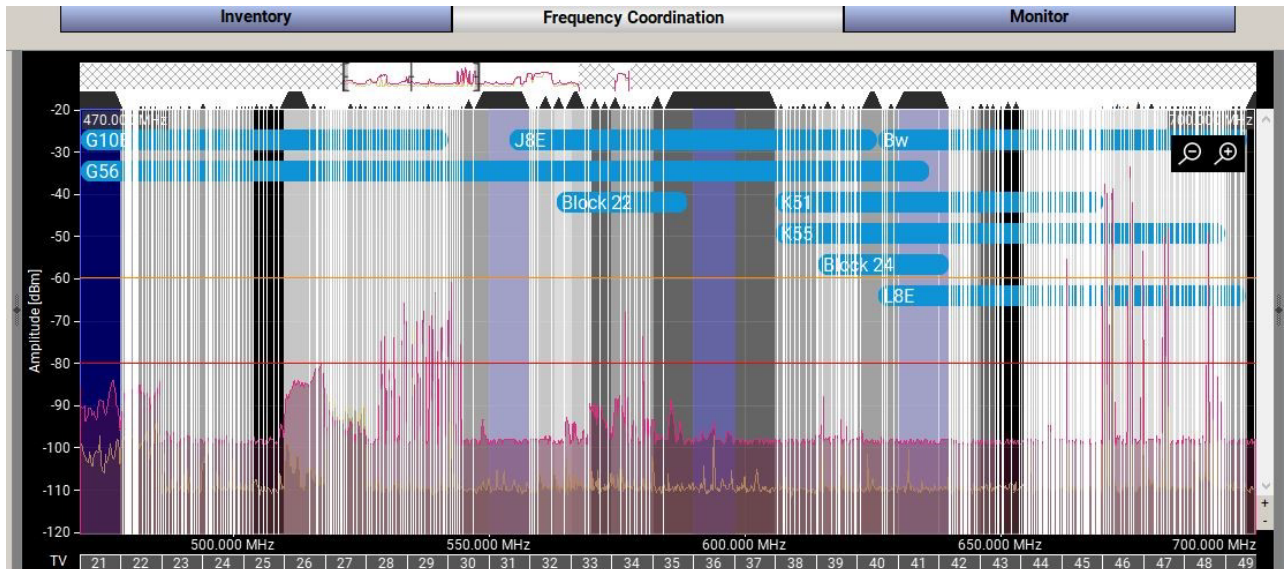 Inventory Frequency Coordination Monitor
-20
470.000 MHz 700.000 MHz
G10E J8E Bw
-30
G56
-40
Block 22 K51
-50
K55
Block 24
-60
L8E
-70
-80
-90
-100
-110
-120
Amplitude [dBm]
+
-
500.000 MHz 550.000 MHz 600.000 MHz 650.000 MHz 700.000 MHz
TV 21 22 23 24 25 26 27 28 29 30 31 32 33 34 35 36 37 38 39 40 41 42 43 44 45 46 47 48 49